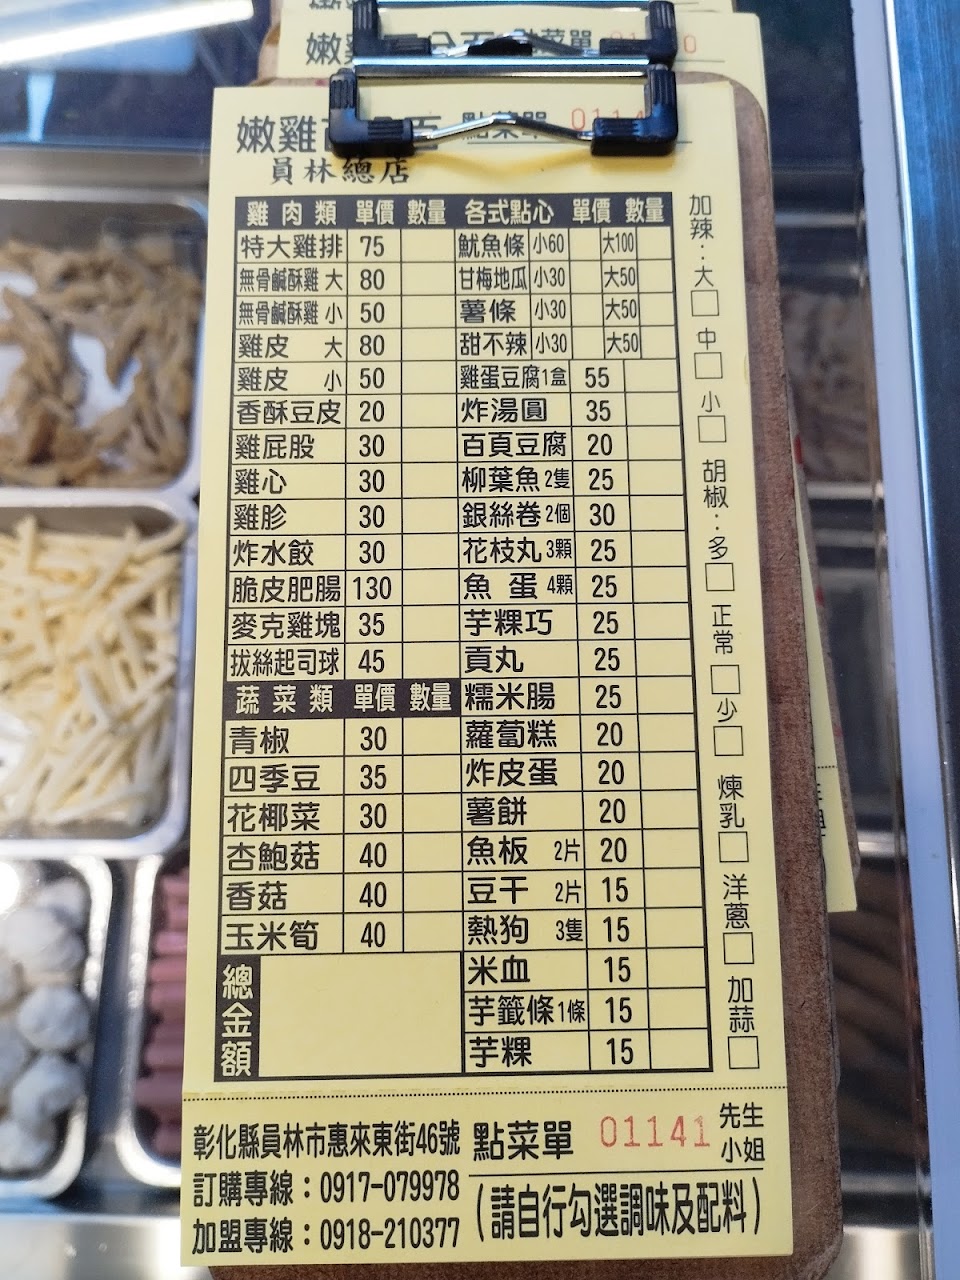 嫩雞
點菜單
嫩雞
點菜單 0114
員林總店
雞肉類 單價 數量 各式點心 單價 數量
特大雞排 75 魷魚條 小60 大100
無骨鹹酥雞 大 80 甘梅地瓜 小30 大50
無骨鹹酥雞 小 50 薯條 小30 大50
雞皮 大 80 甜不辣 小30 大50
雞皮 小 50 雞蛋豆腐1盒 55
香酥豆皮 20 炸湯圓 35
雞屁股 30 百頁豆腐 20
雞心 30 柳葉魚2隻 25
雞胗 30 銀絲卷2個 30
炸水餃 30 花枝丸3顆 25
脆皮肥腸 130 魚蛋 4顆 25
麥克雞塊 35 芋粿巧 25
拔絲起司球 45 貢丸 25
蔬菜類 單價 數量 糯米腸 25
青椒 30 蘿蔔糕 20
四季豆 35 炸皮蛋 20
花椰菜 30 薯餅 20
杏鮑菇 40 魚板 2片 20
香菇 40 豆干 2片 15
玉米筍 40 熱狗 3隻 15
總金額 米血 15
芋籤條1條 15
芋粿 15
加辣：大□ 中□ 小□ 胡椒：多□ 正常□ 少□ 煉乳□ 洋蔥□ 加蒜□
彰化縣員林市惠來東街46號
訂購專線：0917-079978
加盟專線：0918-210377
點菜單 01141 先生
小姐
(請自行勾選調味及配料)